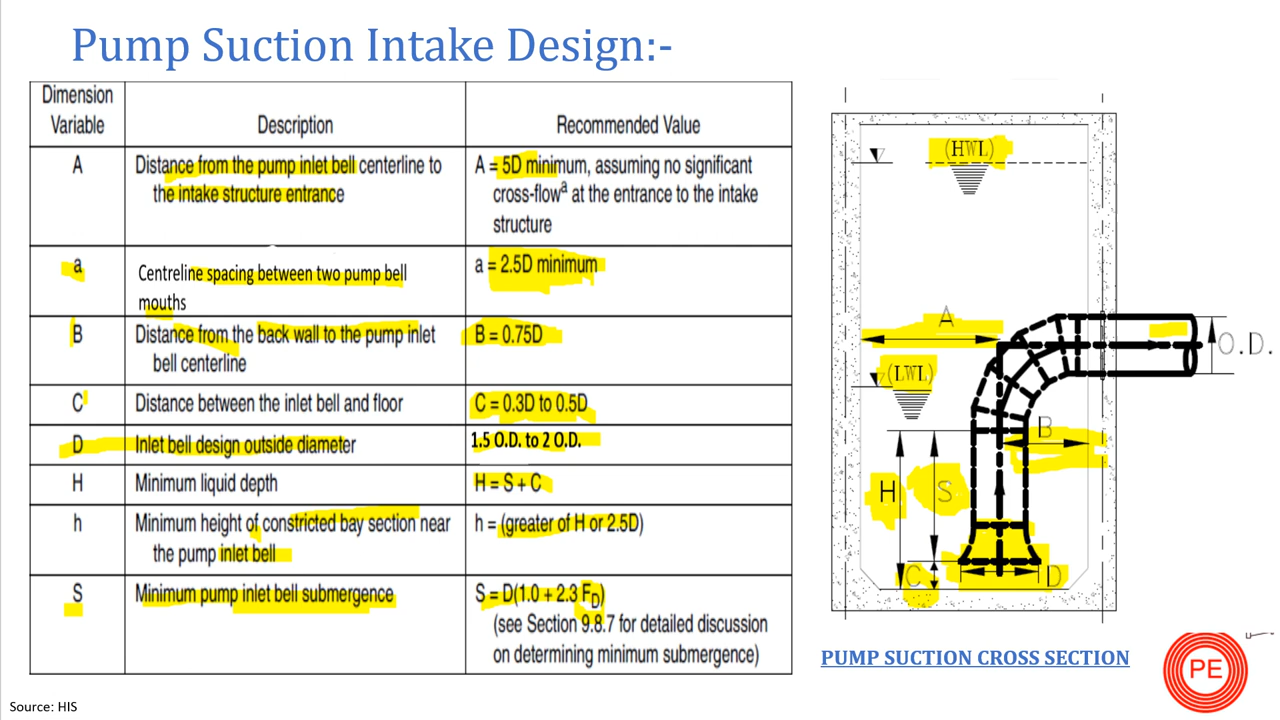 Pump Suction Intake Design:-
Dimension
Variable
Description
Recommended Value
A
Distance from the pump inlet bell centerline to
the intake structure entrance
A = 5D minimum, assuming no significant
cross-flowa at the entrance to the intake
structure
a
Centreline spacing between two pump bell
mouths
a = 2.5D minimum
B
Distance from the back wall to the pump inlet
bell centerline
B = 0.75D
C
Distance between the inlet bell and floor
C = 0.3D to 0.5D
D
Inlet bell design outside diameter
1.5 O.D. to 2 O.D.
H
Minimum liquid depth
H = S + C
h
Minimum height of constricted bay section near
the pump inlet bell
h = (greater of H or 2.5D)
S
Minimum pump inlet bell submergence
S = D(1.0 + 2.3 FD)
(see Section 9.8.7 for detailed discussion
on determining minimum submergence)
(HWL)
A
O.D.
(LWL)
B
H
S
C
D
PUMP SUCTION CROSS SECTION
PE
Source: HIS